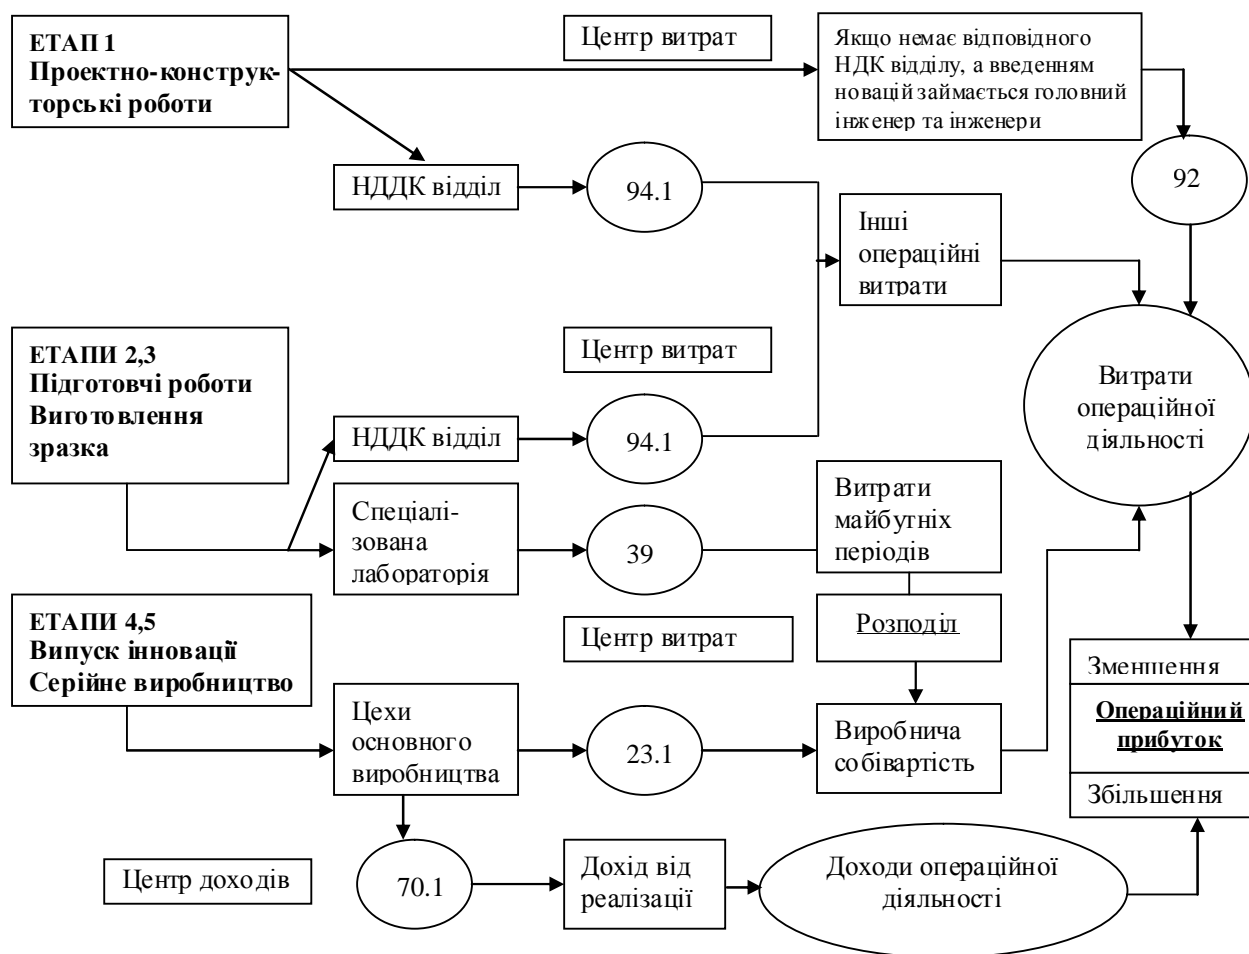 ЕТАП 1
Проектно-конструк-
торські роботи
Центр витрат
Якщо немає відповідного
НДК відділу, а введенням
новацій займається головний
інженер та інженери
НДДК відділ
94.1
92
Інші
операційні
витрати
ЕТАПИ 2,3
Підготовчі роботи
Виготовлення
зразка
Центр витрат
НДДК відділ
94.1
Витрати
операційної
діяльності
Спеціалі-
зована
лабораторія
39
Витрати
майбутніх
періодів
ЕТАПИ 4,5
Випуск інновації
Серійне виробництво
Центр витрат
Розподіл
Цехи
основного
виробництва
23.1
Виробнича
собівартість
Зменшення
Операційний
прибуток
Збільшення
Центр доходів
70.1
Дохід від
реалізації
Доходи операційної
діяльності